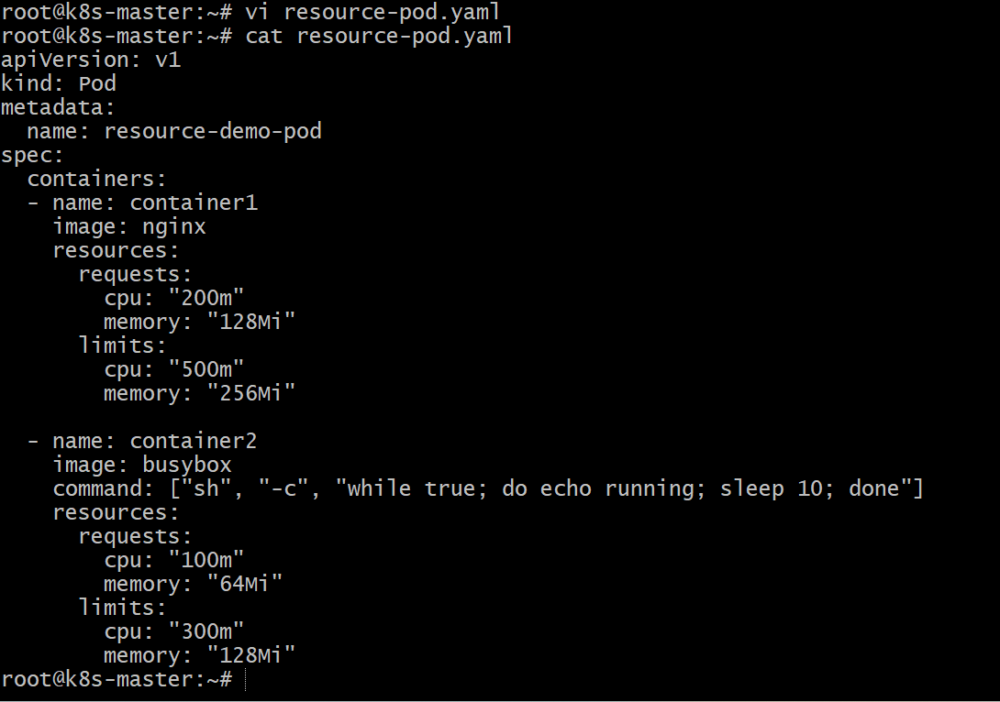 root@k8s-master:~# vi resource-pod.yaml
root@k8s-master:~# cat resource-pod.yaml
apiVersion: v1
kind: Pod
metadata:
  name: resource-demo-pod
spec:
  containers:
  - name: container1
    image: nginx
    resources:
      requests:
        cpu: "200m"
        memory: "128Mi"
      limits:
        cpu: "500m"
        memory: "256Mi"

  - name: container2
    image: busybox
    command: ["sh", "-c", "while true; do echo running; sleep 10; done"]
    resources:
      requests:
        cpu: "100m"
        memory: "64Mi"
      limits:
        cpu: "300m"
        memory: "128Mi"
root@k8s-master:~#